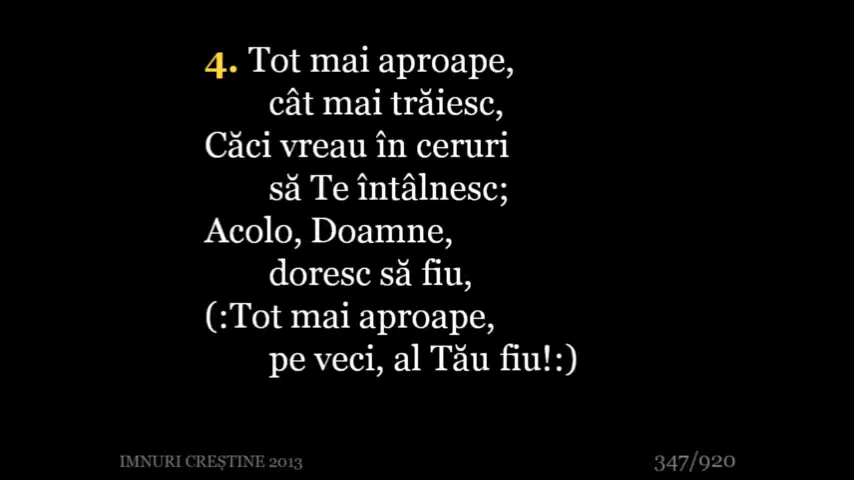 4. Tot mai aproape,
cât mai trăiesc,
Căci vreau în ceruri
să Te întâlnesc;
Acolo, Doamne,
doresc să fiu,
(:Tot mai aproape,
pe veci, al Tău fiu!:)
IMNURI CREȘTINE 2013
347/920